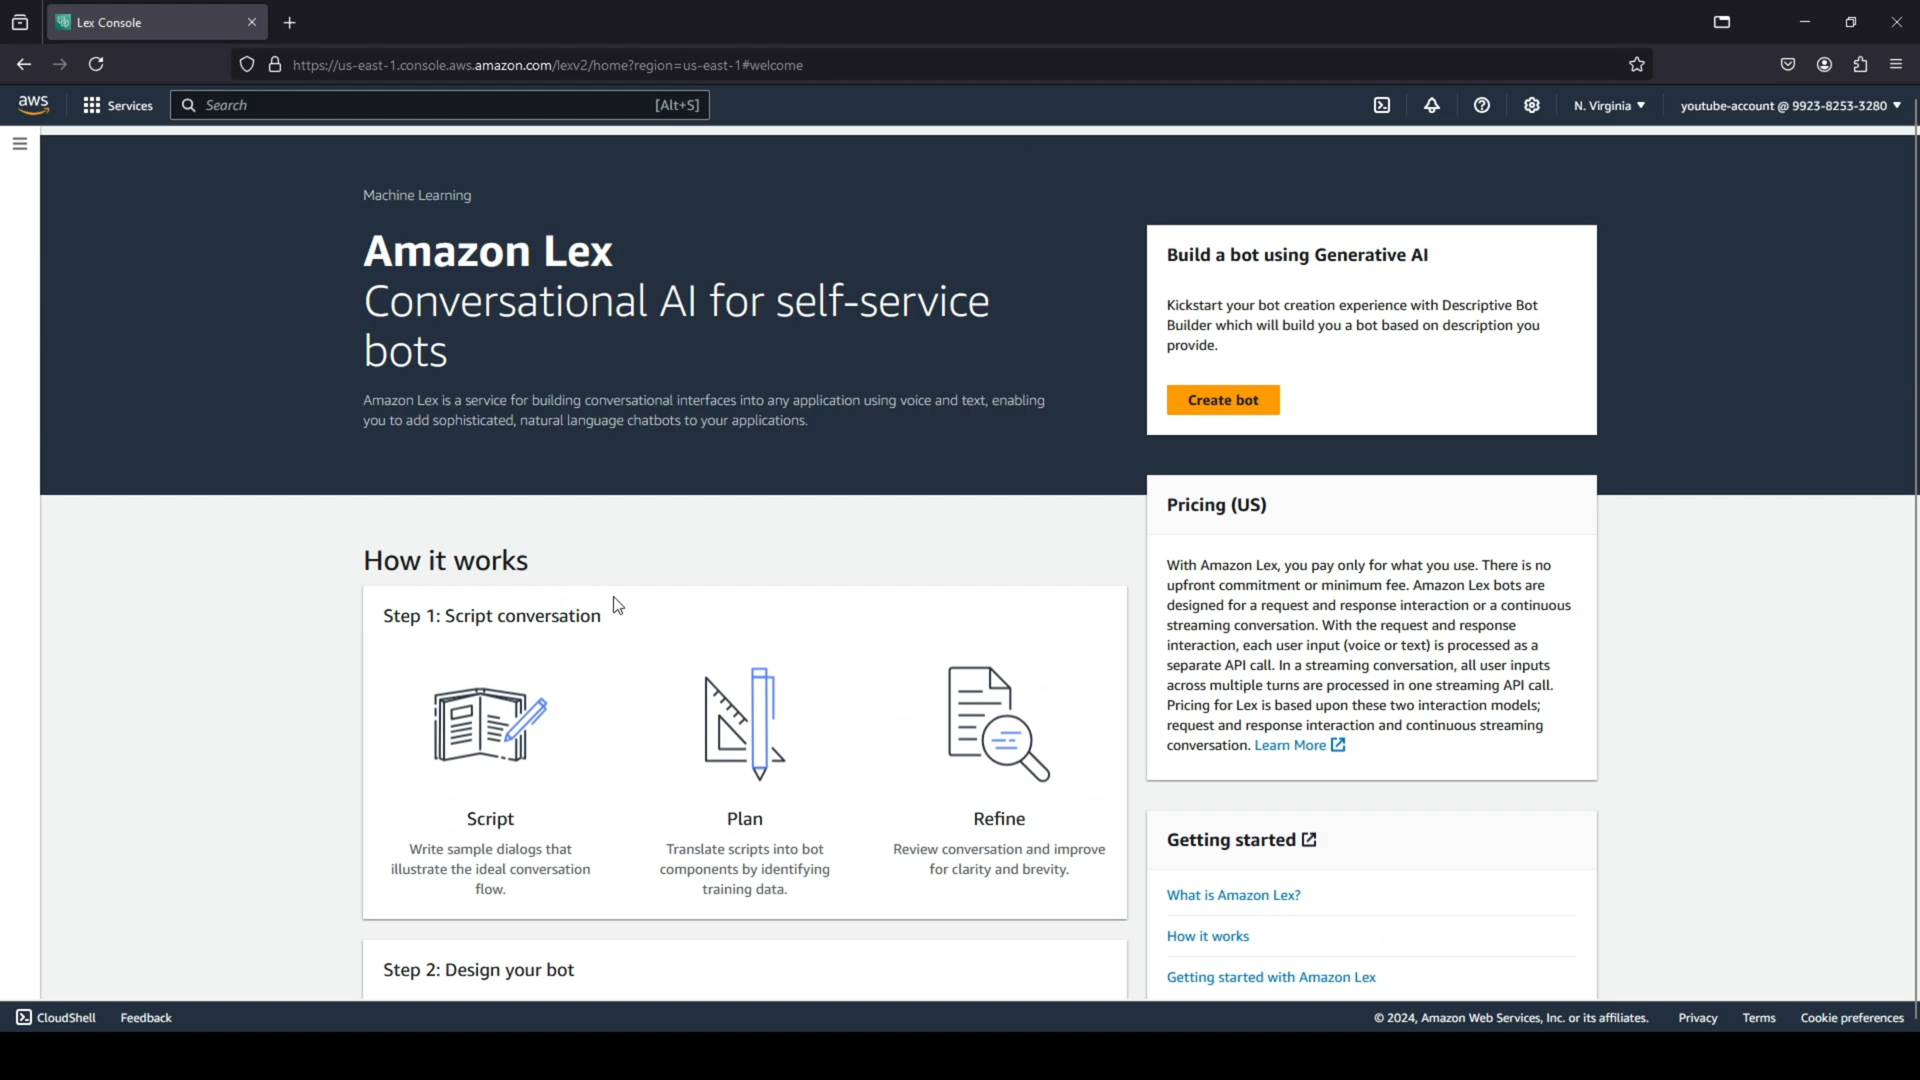 Lex Console
https://us-east-1.console.aws.amazon.com/lexv2/home?region=us-east-1#welcome
aws
Services
Search
[Alt+S]
N. Virginia
youtube-account @ 9923-8253-3280
Machine Learning
Amazon Lex
Conversational AI for self-service
bots
Amazon Lex is a service for building conversational interfaces into any application using voice and text, enabling
you to add sophisticated, natural language chatbots to your applications.
Build a bot using Generative AI
Kickstart your bot creation experience with Descriptive Bot
Builder which will build you a bot based on description you
provide.
Create bot
Pricing (US)
With Amazon Lex, you pay only for what you use. There is no
upfront commitment or minimum fee. Amazon Lex bots are
designed for a request and response interaction or a continuous
streaming conversation. With the request and response
interaction, each user input (voice or text) is processed as a
separate API call. In a streaming conversation, all user inputs
across multiple turns are processed in one streaming API call.
Pricing for Lex is based upon these two interaction models;
request and response interaction and continuous streaming
conversation. Learn More
How it works
Step 1: Script conversation
Script
Write sample dialogs that
illustrate the ideal conversation
flow.
Plan
Translate scripts into bot
components by identifying
training data.
Refine
Review conversation and improve
for clarity and brevity.
Step 2: Design your bot
Getting started
What is Amazon Lex?
How it works
Getting started with Amazon Lex
CloudShell
Feedback
© 2024, Amazon Web Services, Inc. or its affiliates.
Privacy
Terms
Cookie preferences